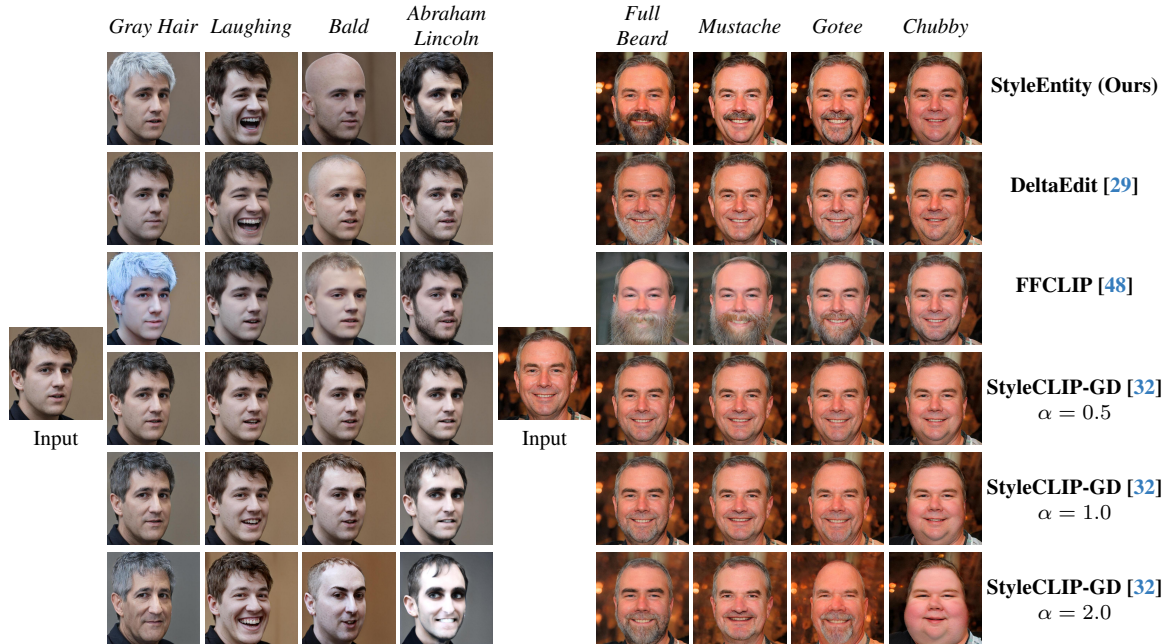 Gray Hair Laughing Bald Abraham
Lincoln
Full
Beard Mustache Gotee Chubby
StyleEntity (Ours)
DeltaEdit [29]
FFCLIP [48]
Input
Input
StyleCLIP-GD [32]
α = 0.5
StyleCLIP-GD [32]
α = 1.0
StyleCLIP-GD [32]
α = 2.0